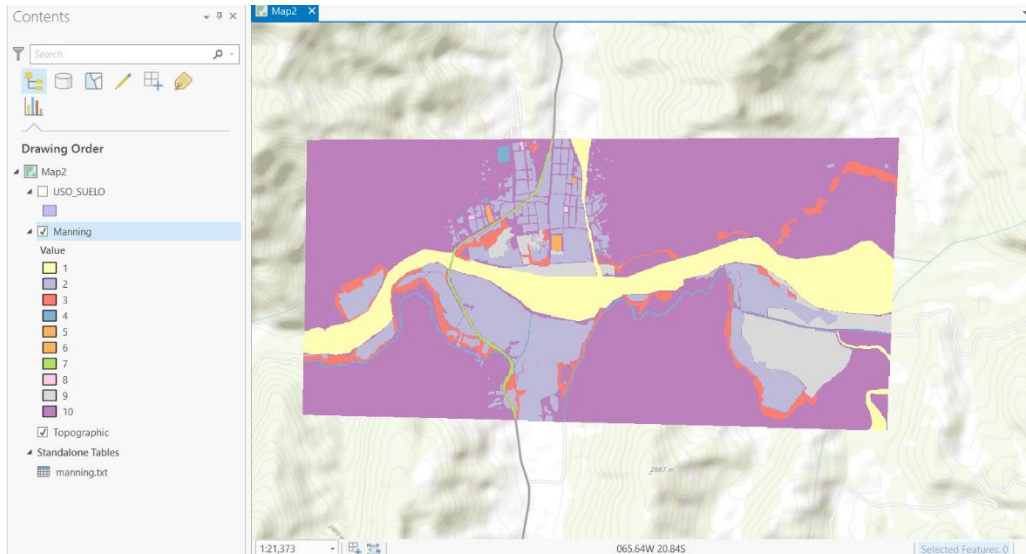 Contents
Search
Drawing Order
Map2
USO_SUELO
Manning
Value
1
2
3
4
5
6
7
8
9
10
Topographic
Standalone Tables
manning.txt
Map2
2887 m
1:21,373
065.64W 20.84S
Selected Features: 0